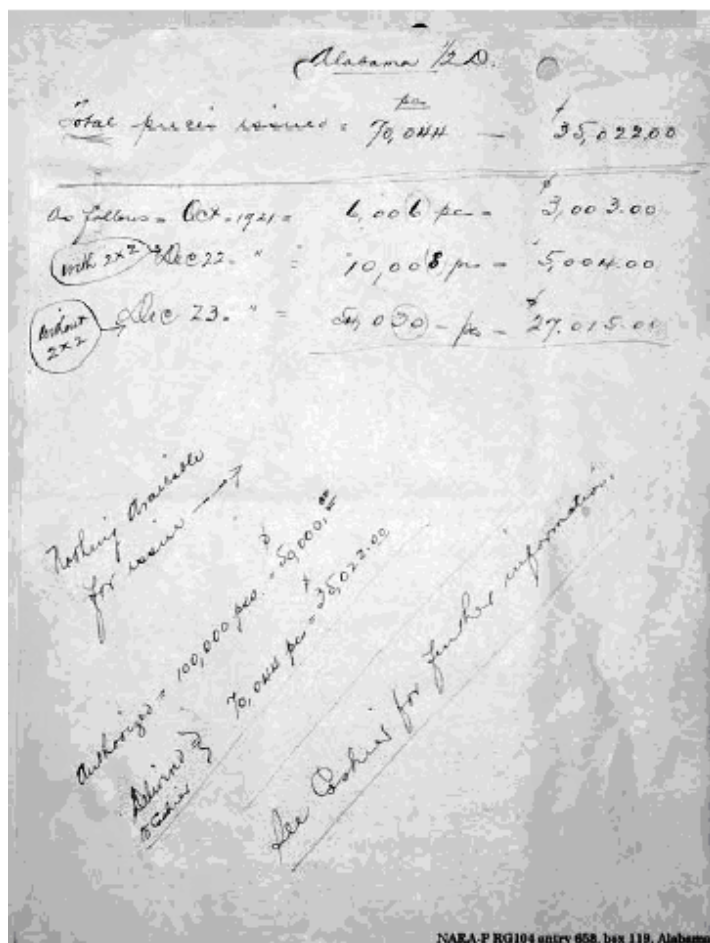 Alabama 1/2 D.
pcs
Total pieces issued = 70,044 — $35,022.00
As follows = Oct. 1921 = 6,006 pcs = $3,003.00
with 2x2 Dec 22. " = 10,008 pcs = 5,004.00
without 2x2 Dec 23. " = 54,030 - pcs - $27,015.00
Nothing available
for issue →
Authorized = 100,000 pcs = $50,000.00
Delivered to Cashier } 70,044 pcs = $35,022.00
See Cashier for further information.
NARA-P RG104 entry 658, box 119, Alabama